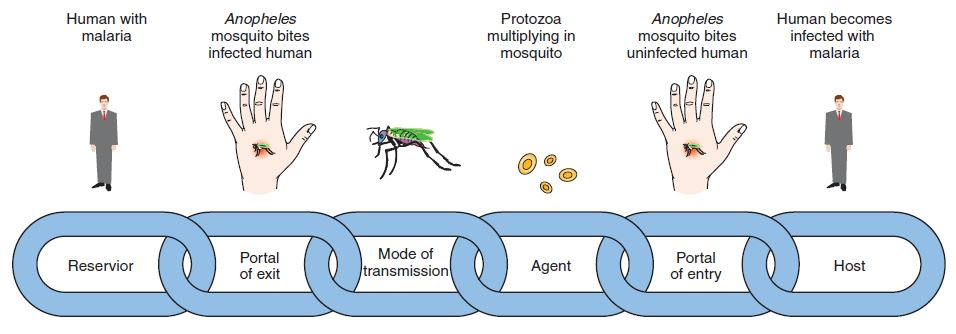 Human with
malaria
Anopheles
mosquito bites
infected human
Protozoa
multiplying in
mosquito
Anopheles
mosquito bites
uninfected human
Human becomes
infected with
malaria
Reservior
Portal
of exit
Mode of
transmission
Agent
Portal
of entry
Host